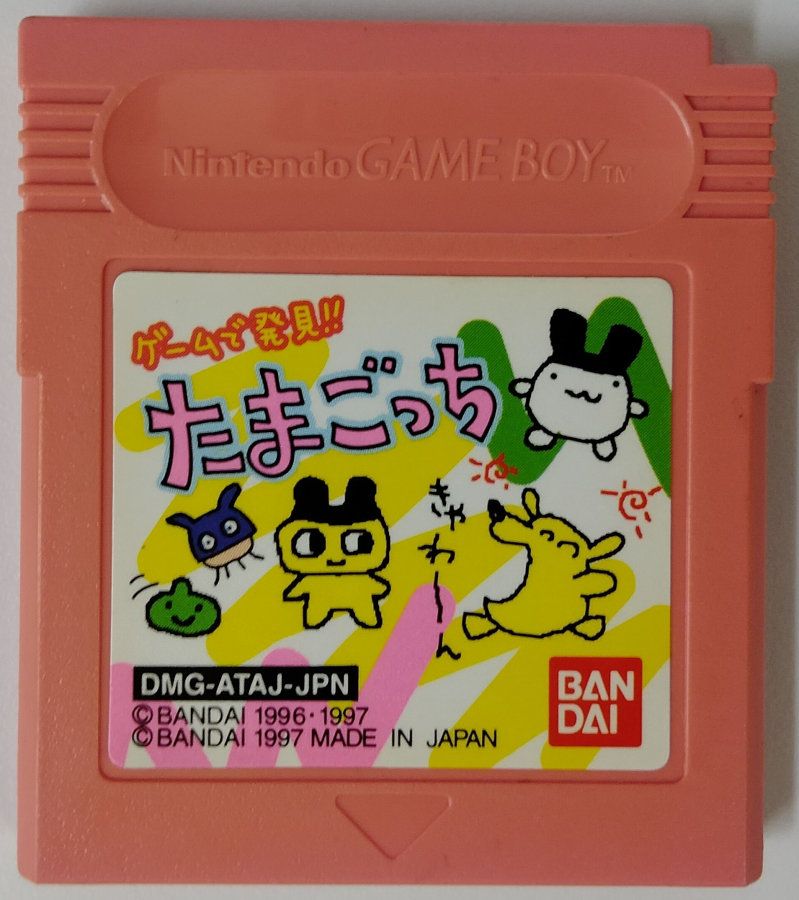 Nintendo GAME BOY™
ゲームで発見!!
たまごっち
きゃわーん
DMG-ATAJ-JPN
©BANDAI 1996・1997
©BANDAI 1997 MADE IN JAPAN
BAN
DAI